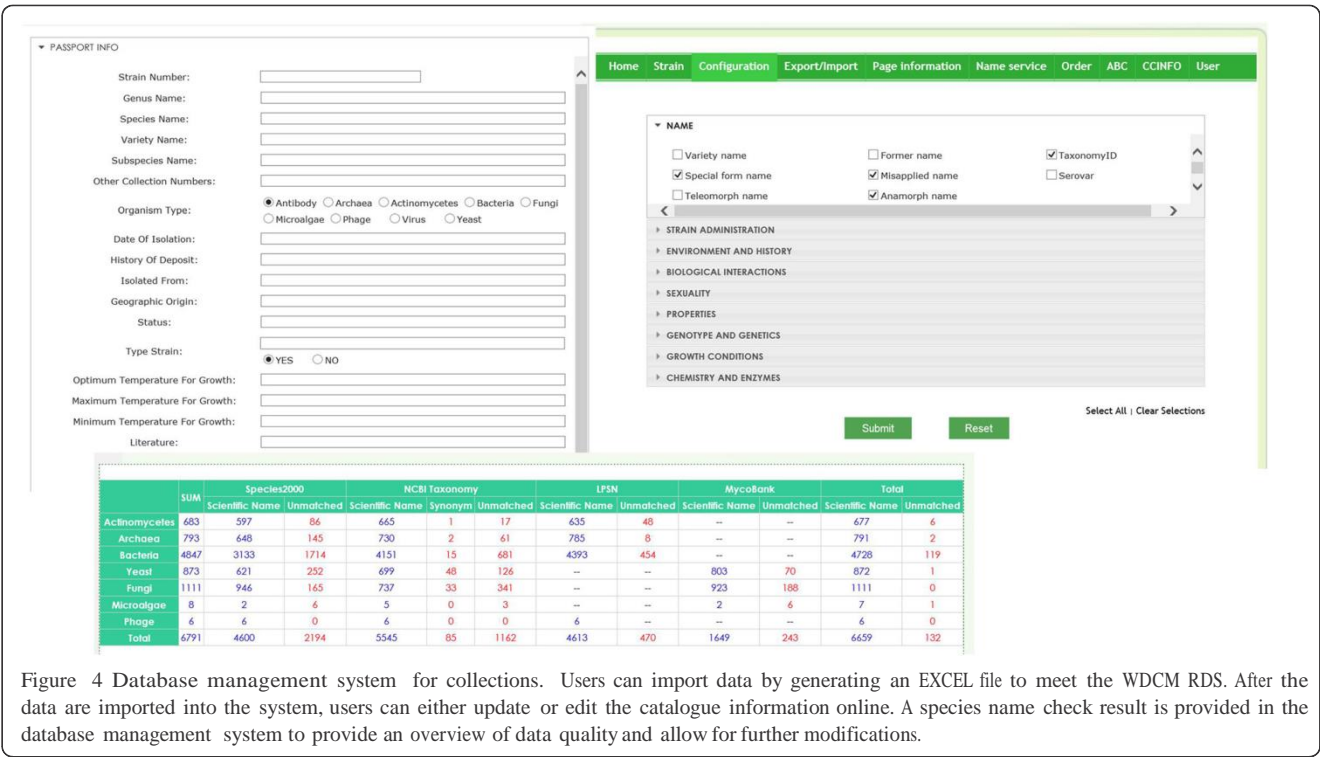 PASSPORT INFO
Strain Number:
Genus Name:
Species Name:
Variety Name:
Subspecies Name:
Other Collection Numbers:
Organism Type:
Antibody Archaea Actinomycetes Bacteria Fungi
Microalgae Phage Virus Yeast
Date Of Isolation:
History Of Deposit:
Isolated From:
Geographic Origin:
Status:
Type Strain:
YES NO
Optimum Temperature For Growth:
Maximum Temperature For Growth:
Minimum Temperature For Growth:
Literature:
Home Strain Configuration Export/Import Page information Name service Order ABC CCINFO User
NAME
Variety name Former name TaxonomyID
Special form name Misapplied name Serovar
Teleomorph name Anamorph name
STRAIN ADMINISTRATION
ENVIRONMENT AND HISTORY
BIOLOGICAL INTERACTIONS
SEXUALITY
PROPERTIES
GENOTYPE AND GENETICS
GROWTH CONDITIONS
CHEMISTRY AND ENZYMES
Select All | Clear Selections
Submit Reset
SUM Species2000 NCBI Taxonomy LPSN MycoBank Total
Scientific Name Unmatched Scientific Name Synonym Unmatched Scientific Name Unmatched Scientific Name Unmatched Scientific Name Unmatched
Actinomycetes 683 597 86 665 1 17 635 48 -- -- 677 6
Archaea 793 648 145 730 2 61 785 8 -- -- 791 2
Bacteria 4847 3133 1714 4151 15 681 4393 454 -- -- 4728 119
Yeast 873 621 252 699 48 126 -- -- 803 70 872 1
Fungi 1111 946 165 737 33 341 -- -- 923 188 1111 0
Microalgae 8 2 6 5 0 3 -- -- 2 6 7 1
Phage 6 6 0 6 0 0 6 -- -- -- 6 0
Total 6791 4600 2194 5545 85 1162 4613 470 1649 243 6659 132
Figure 4 Database management system for collections. Users can import data by generating an EXCEL file to meet the WDCM RDS. After the
data are imported into the system, users can either update or edit the catalogue information online. A species name check result is provided in the
database management system to provide an overview of data quality and allow for further modifications.